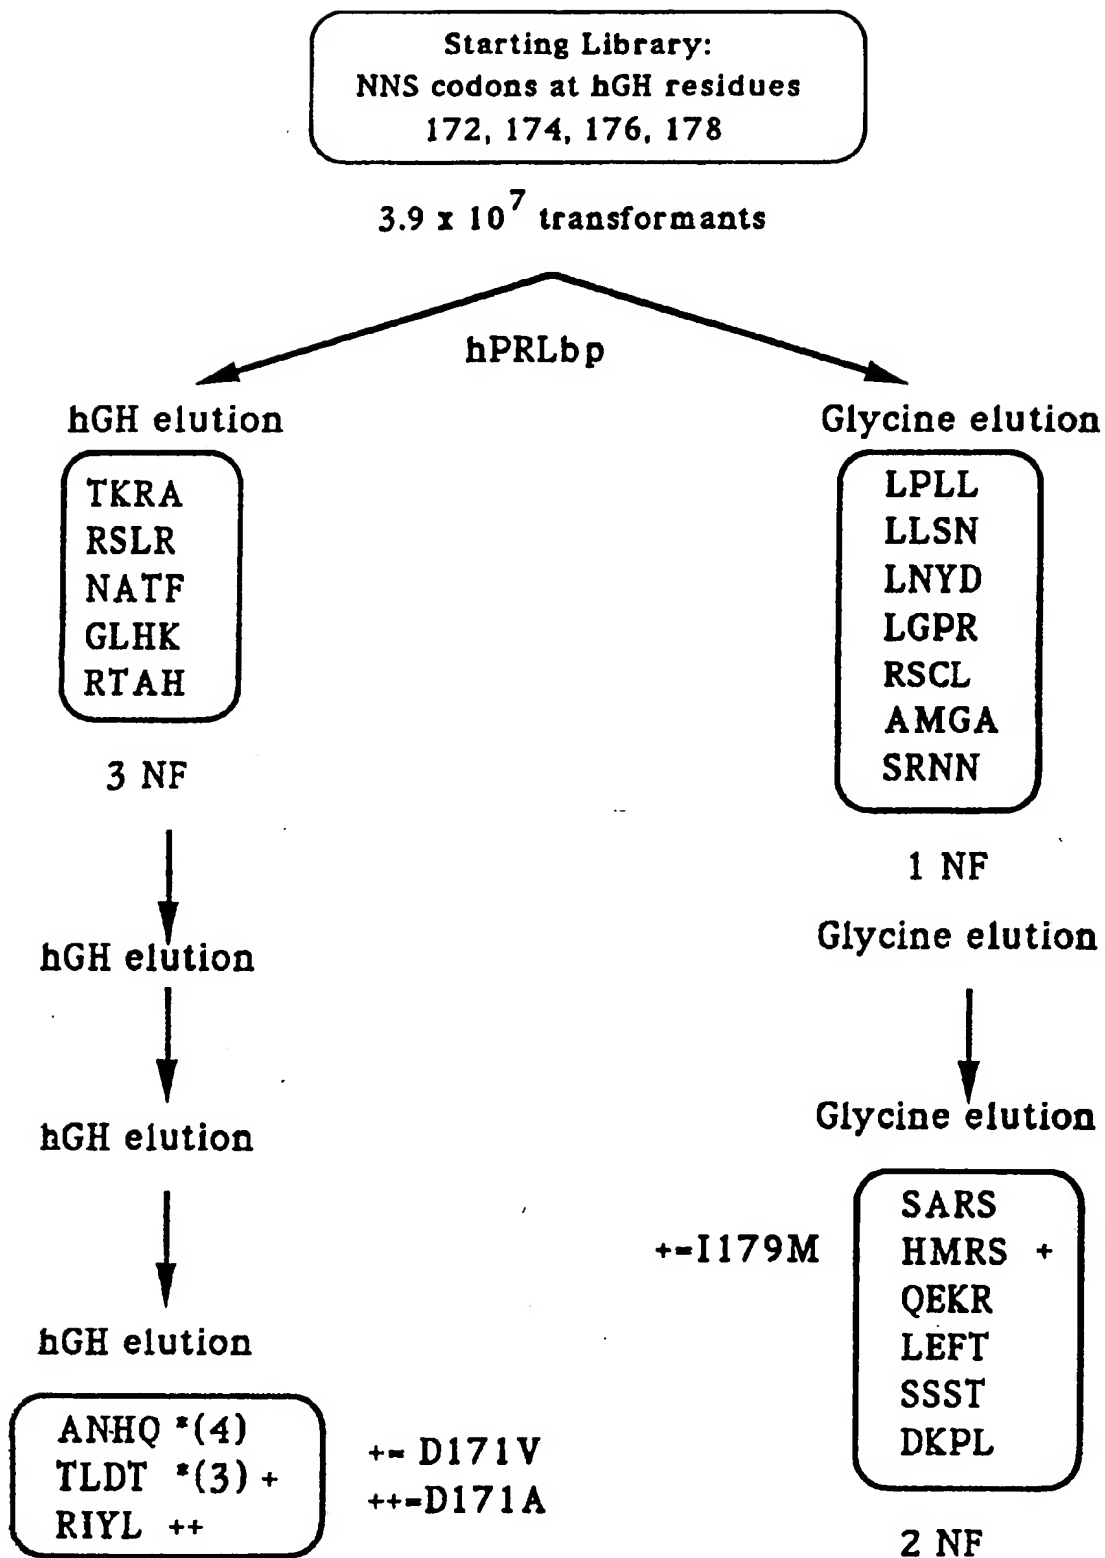 Starting Library:
NNS codons at hGH residues
172, 174, 176, 178
3.9 x 10^7 transformants
hPRLbp
hGH elution
TKRA
RSLR
NATF
GLHK
RTAH
3 NF
hGH elution
hGH elution
hGH elution
ANHQ *(4)
TLDT *(3) +
RIYL ++
+= D171V
++=D171A
Glycine elution
LPLL
LLSN
LNYD
LGPR
RSCL
AMGA
SRNN
1 NF
Glycine elution
Glycine elution
+=I179M
SARS
HMRS +
QEKR
LEFT
SSST
DKPL
2 NF